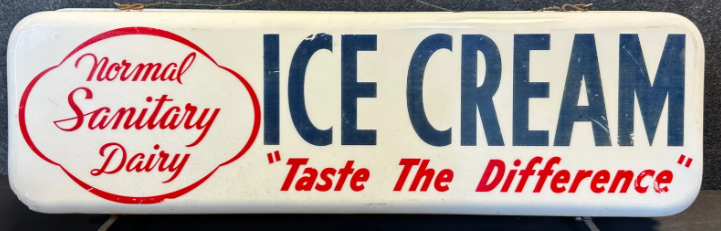 Normal
Sanitary
Dairy
ICE CREAM
"Taste The Difference"